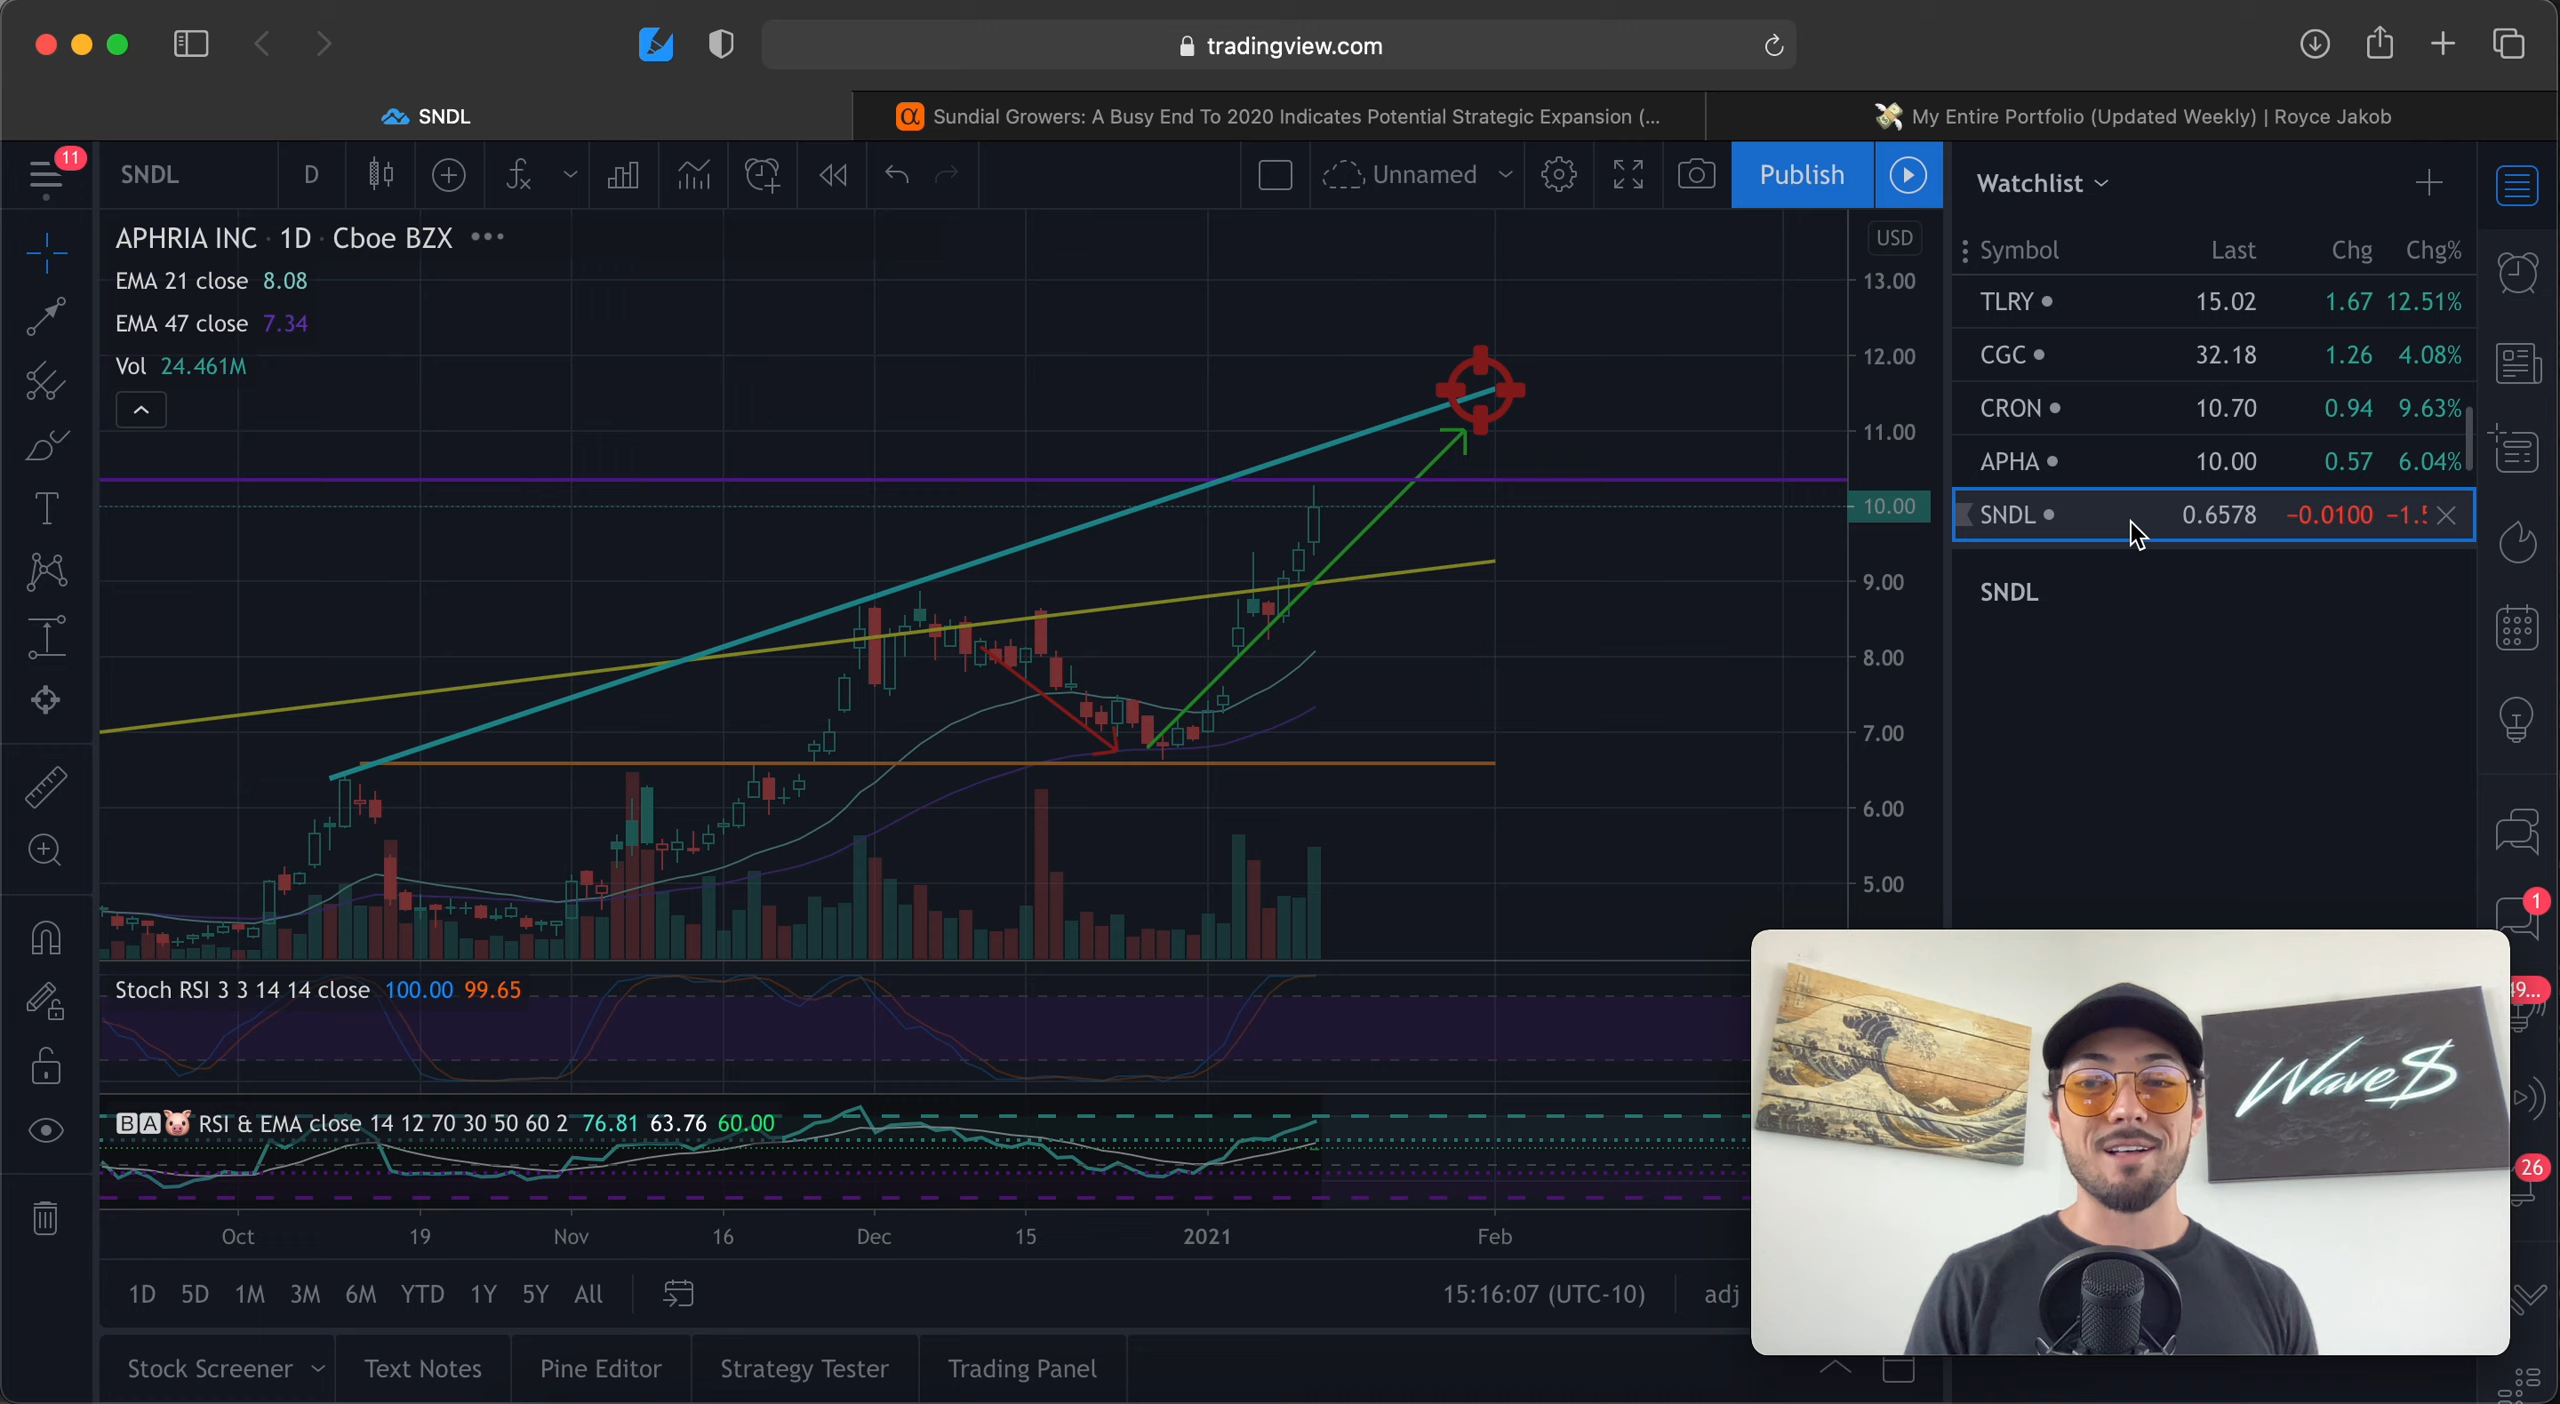 tradingview.com
SNDL
Sundial Growers: A Busy End To 2020 Indicates Potential Strategic Expansion (...
My Entire Portfolio (Updated Weekly) | Royce Jakob
11
SNDL
D
Unnamed
Publish
Watchlist
APHRIA INC · 1D · Cboe BZX
EMA 21 close 8.08
EMA 47 close 7.34
Vol 24.461M
USD
13.00
12.00
11.00
10.00
9.00
8.00
7.00
6.00
5.00
Symbol Last Chg Chg%
TLRY 15.02 1.67 12.51%
CGC 32.18 1.26 4.08%
CRON 10.70 0.94 9.63%
APHA 10.00 0.57 6.04%
SNDL 0.6578 −0.0100 −1.5
SNDL
1
49...
26
Stoch RSI 3 3 14 14 close 100.00 99.65
BA RSI & EMA close 14 12 70 30 50 60 2 76.81 63.76 60.00
Oct 19 Nov 16 Dec 15 2021 Feb
1D 5D 1M 3M 6M YTD 1Y 5Y All
15:16:07 (UTC-10)
adj
Stock Screener
Text Notes
Pine Editor
Strategy Tester
Trading Panel
Wave$